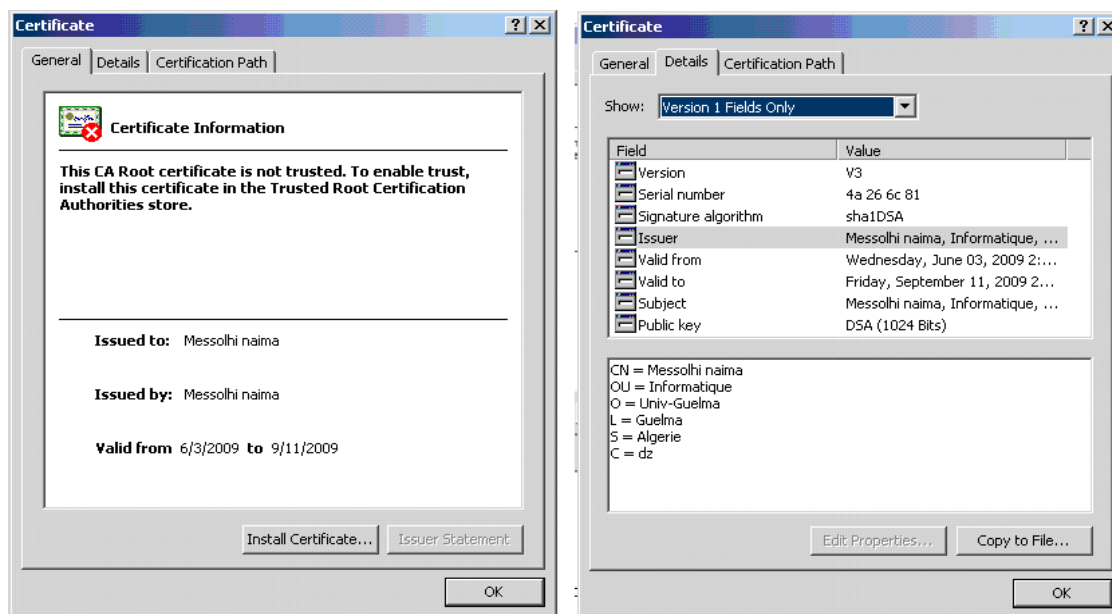 Certificate
General Details Certification Path
Certificate Information
This CA Root certificate is not trusted. To enable trust,
install this certificate in the Trusted Root Certification
Authorities store.
Issued to: Messolhi naima
Issued by: Messolhi naima
Valid from 6/3/2009 to 9/11/2009
Install Certificate... Issuer Statement
OK
Certificate
General Details Certification Path
Show: Version 1 Fields Only
Field Value
Version V3
Serial number 4a 26 6c 81
Signature algorithm sha1DSA
Issuer Messolhi naima, Informatique, ...
Valid from Wednesday, June 03, 2009 2:...
Valid to Friday, September 11, 2009 2...
Subject Messolhi naima, Informatique, ...
Public key DSA (1024 Bits)
CN = Messolhi naima
OU = Informatique
O = Univ-Guelma
L = Guelma
S = Algerie
C = dz
Edit Properties... Copy to File...
OK